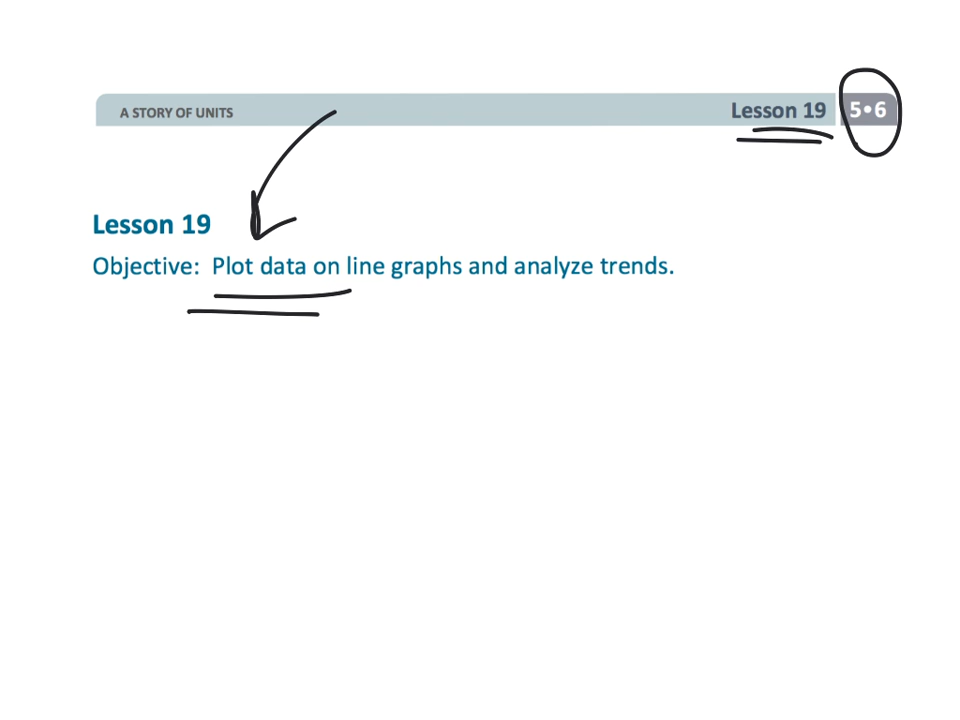 A STORY OF UNITS
Lesson 19 5•6
Lesson 19
Objective: Plot data on line graphs and analyze trends.